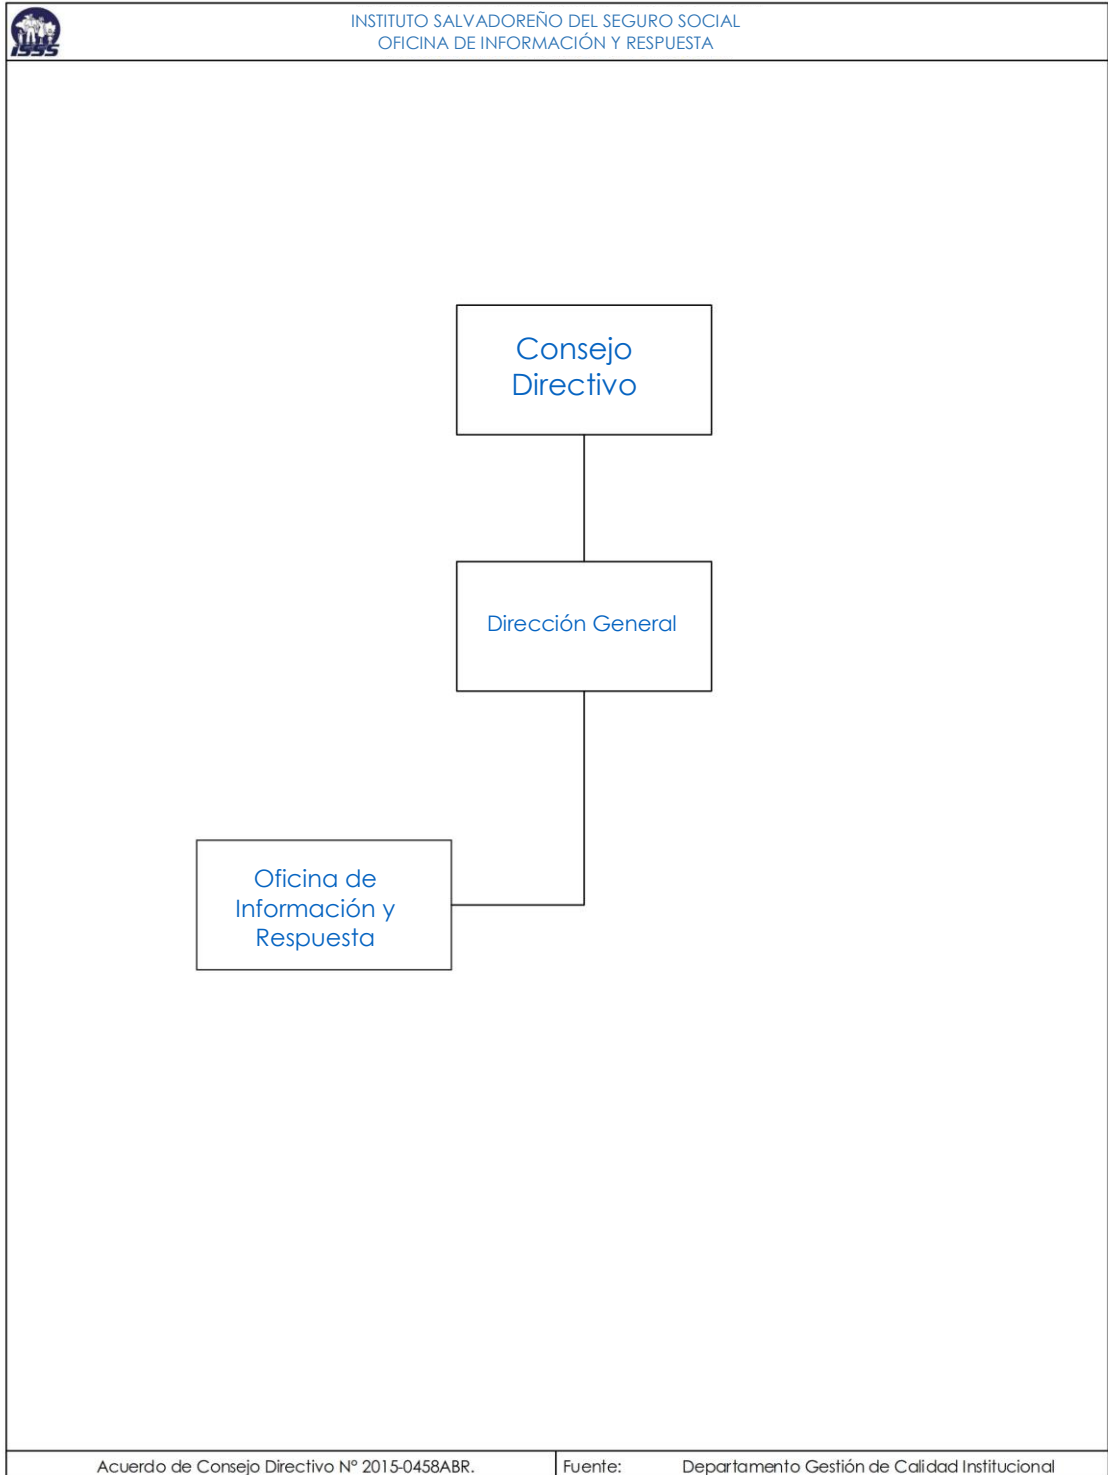 ISSS
INSTITUTO SALVADOREÑO DEL SEGURO SOCIAL
OFICINA DE INFORMACIÓN Y RESPUESTA
Consejo
Directivo
Dirección General
Oficina de
Información y
Respuesta
Acuerdo de Consejo Directivo N° 2015-0458ABR.
Fuente: Departamento Gestión de Calidad Institucional